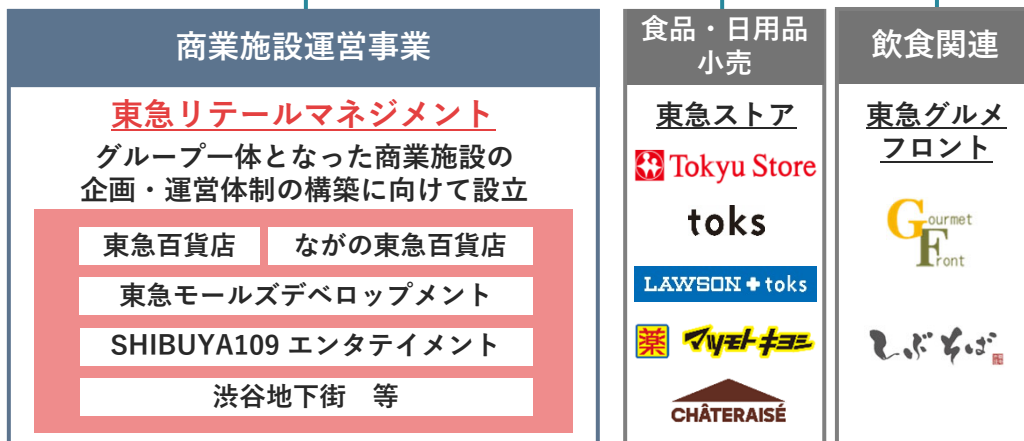 商業施設運営事業
東急リテールマネジメント
グループ一体となった商業施設の
企画・運営体制の構築に向けて設立
東急百貨店
ながの東急百貨店
東急モールズデベロップメント
SHIBUYA109 エンタテイメント
渋谷地下街 等
食品・日用品
小売
東急ストア
Tokyu Store
toks
LAWSON + toks
薬 マツモトキヨシ
CHÂTERAISÉ
飲食関連
東急グルメ
フロント
Gourmet
Front
しぶそば